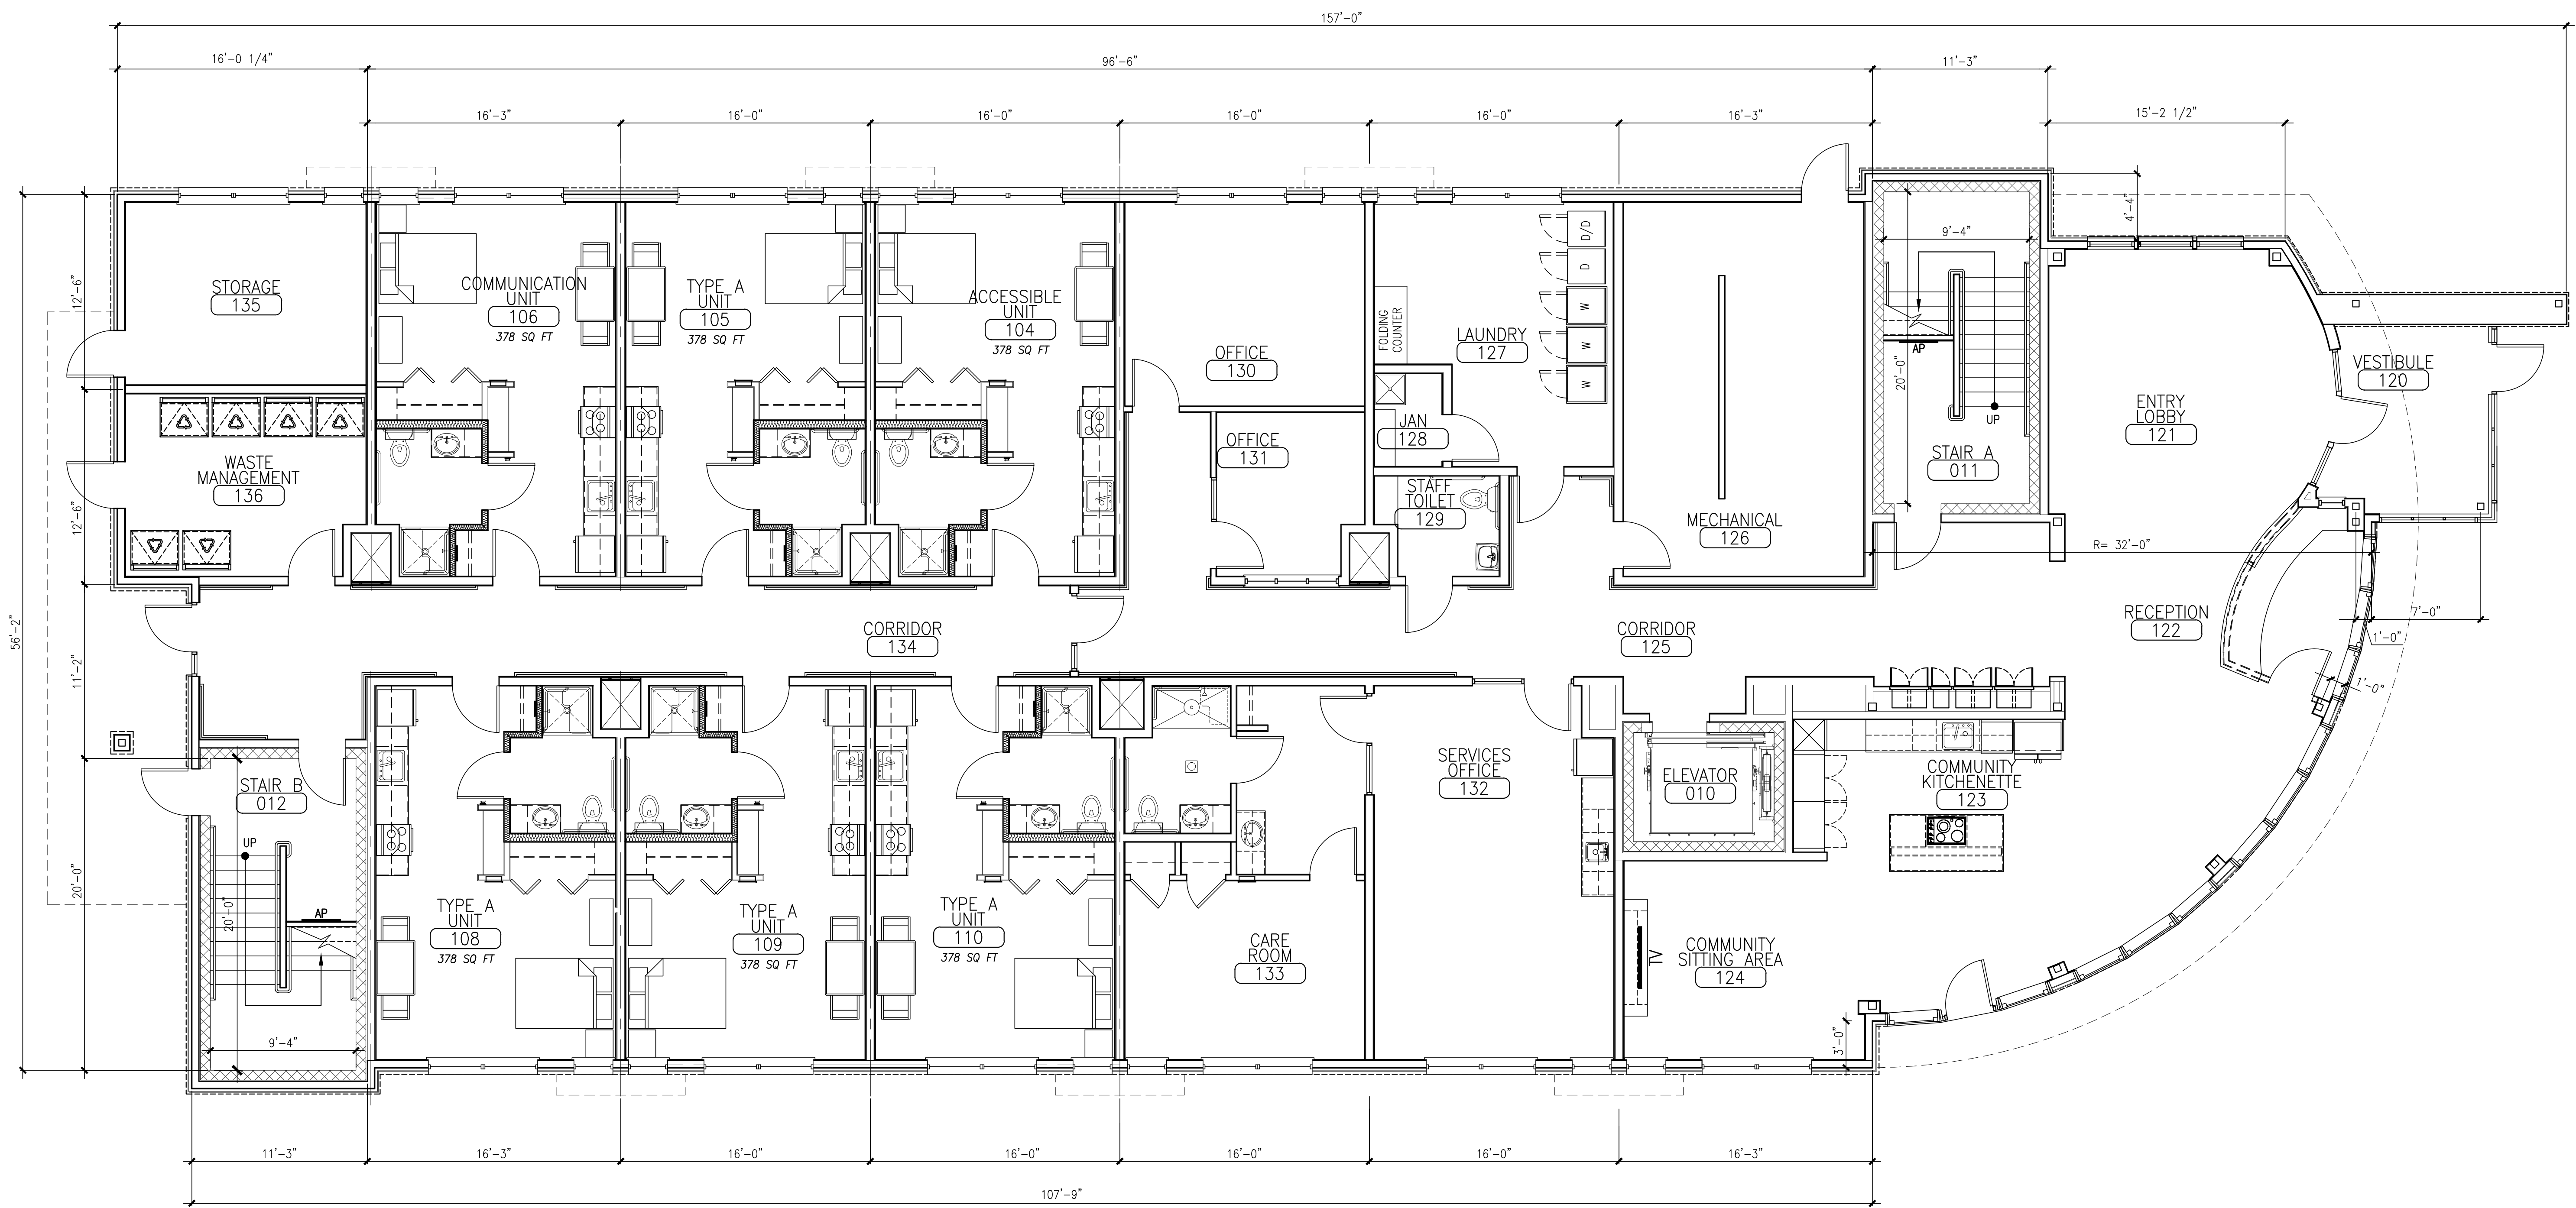 157'-0"
16'-0 1/4"
96'-6"
11'-3"
16'-3"
16'-0"
16'-0"
16'-0"
16'-0"
16'-3"
15'-2 1/2"
4'-4"
9'-4"
20'-0"
12'-6"
12'-6"
11'-2"
20'-0"
56'-2"
STORAGE
135
COMMUNICATION
UNIT
106
378 SQ FT
TYPE A
UNIT
105
378 SQ FT
ACCESSIBLE
UNIT
104
378 SQ FT
OFFICE
130
FOLDING
COUNTER
LAUNDRY
127
D/D
D
W
W
W
AP
UP
STAIR A
011
VESTIBULE
120
ENTRY
LOBBY
121
WASTE
MANAGEMENT
136
OFFICE
131
JAN
128
STAFF
TOILET
129
MECHANICAL
126
R= 32'-0"
RECEPTION
122
7'-0"
1'-0"
1'-0"
CORRIDOR
134
CORRIDOR
125
STAIR B
012
UP
AP
20'-0"
9'-4"
SERVICES
OFFICE
132
ELEVATOR
010
COMMUNITY
KITCHENETTE
123
TYPE A
UNIT
108
378 SQ FT
TYPE A
UNIT
109
378 SQ FT
TYPE A
UNIT
110
378 SQ FT
CARE
ROOM
133
TV
COMMUNITY
SITTING AREA
124
3'-0"
11'-3"
16'-3"
16'-0"
16'-0"
16'-0"
16'-0"
16'-3"
107'-9"